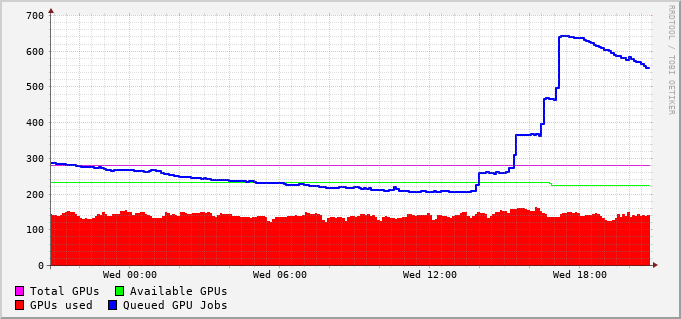 700
600
500
400
300
200
100
0
Wed 00:00 Wed 06:00 Wed 12:00 Wed 18:00
Total GPUs Available GPUs
GPUs used Queued GPU Jobs
RRDTOOL / TOBI OETIKER